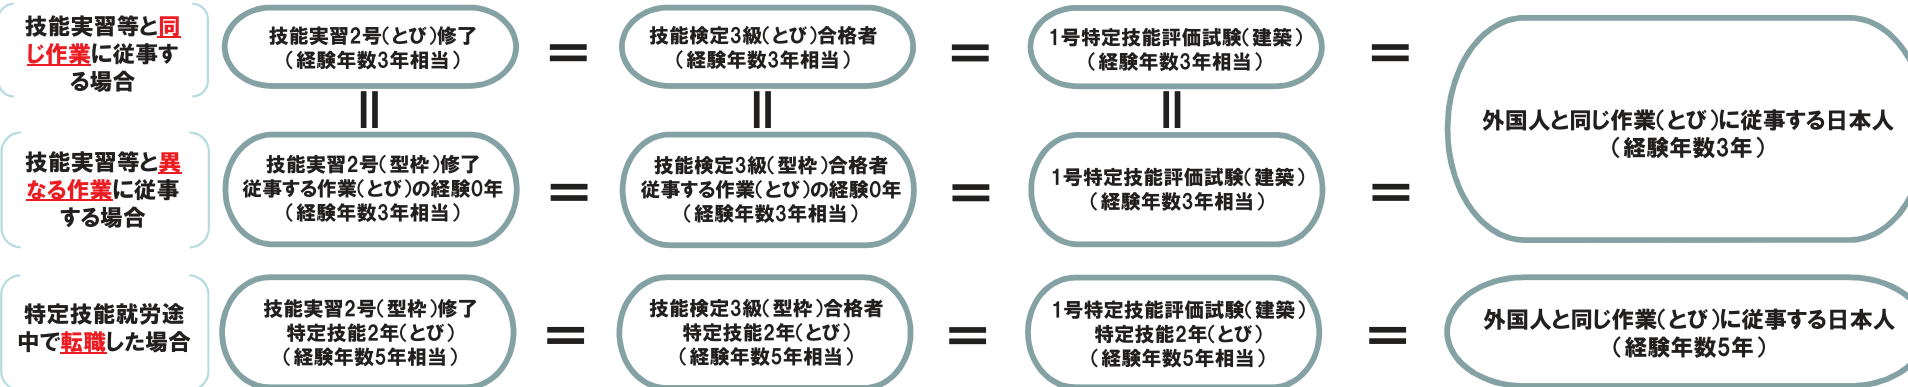 技能実習等と同
じ作業に従事す
る場合
技能実習2号(とび)修了
(経験年数3年相当)
=
技能検定3級(とび)合格者
(経験年数3年相当)
=
1号特定技能評価試験(建築)
(経験年数3年相当)
=
外国人と同じ作業(とび)に従事する日本人
(経験年数3年)
=
=
=
技能実習等と異
なる作業に従事
する場合
技能実習2号(型枠)修了
従事する作業(とび)の経験0年
(経験年数3年相当)
=
技能検定3級(型枠)合格者
従事する作業(とび)の経験0年
(経験年数3年相当)
=
1号特定技能評価試験(建築)
(経験年数3年相当)
=
特定技能就労途
中で転職した場合
技能実習2号(型枠)修了
特定技能2年(とび)
(経験年数5年相当)
=
技能検定3級(型枠)合格者
特定技能2年(とび)
(経験年数5年相当)
=
1号特定技能評価試験(建築)
特定技能2年(とび)
(経験年数5年相当)
=
外国人と同じ作業(とび)に従事する日本人
(経験年数5年)